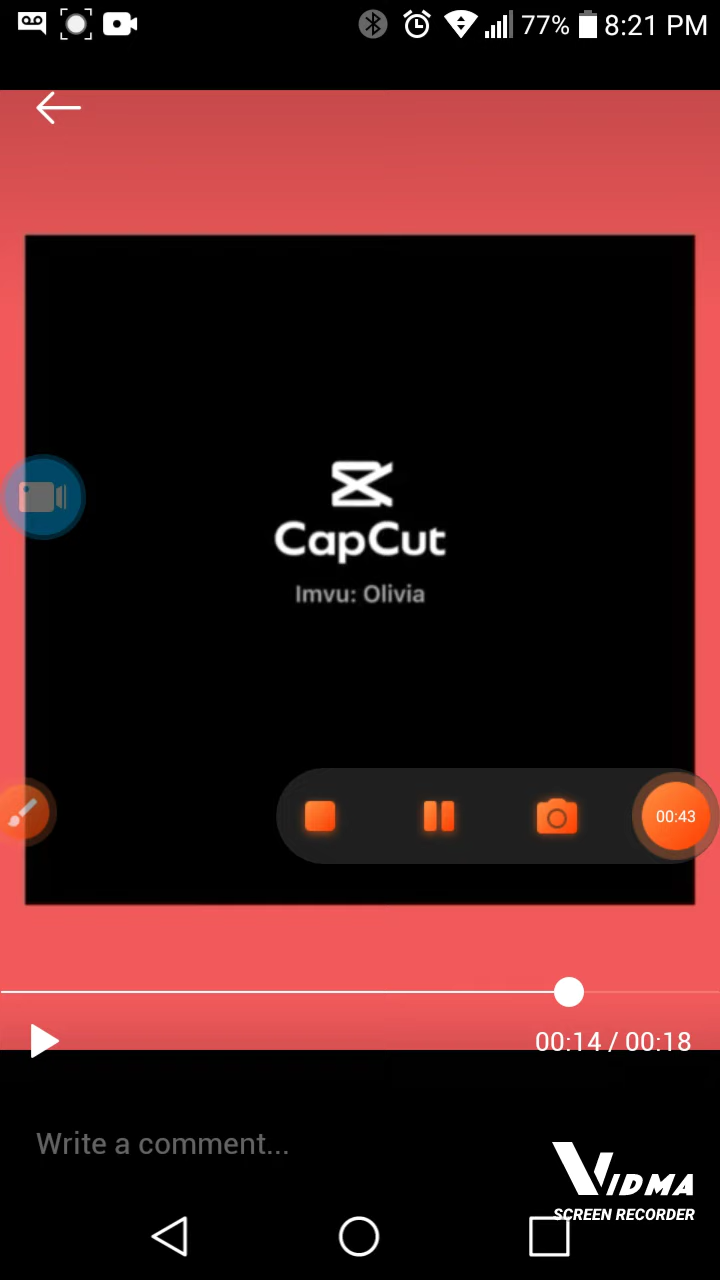 77% 8:21 PM
CapCut
Imvu: Olivia
00:43
00:14 / 00:18
Write a comment...
VIDMA
SCREEN RECORDER